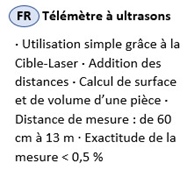 FR Télémètre à ultrasons
· Utilisation simple grâce à la
Cible-Laser · Addition des
distances · Calcul de surface
et de volume d’une pièce ·
Distance de mesure : de 60
cm à 13 m · Exactitude de la
mesure < 0,5 %